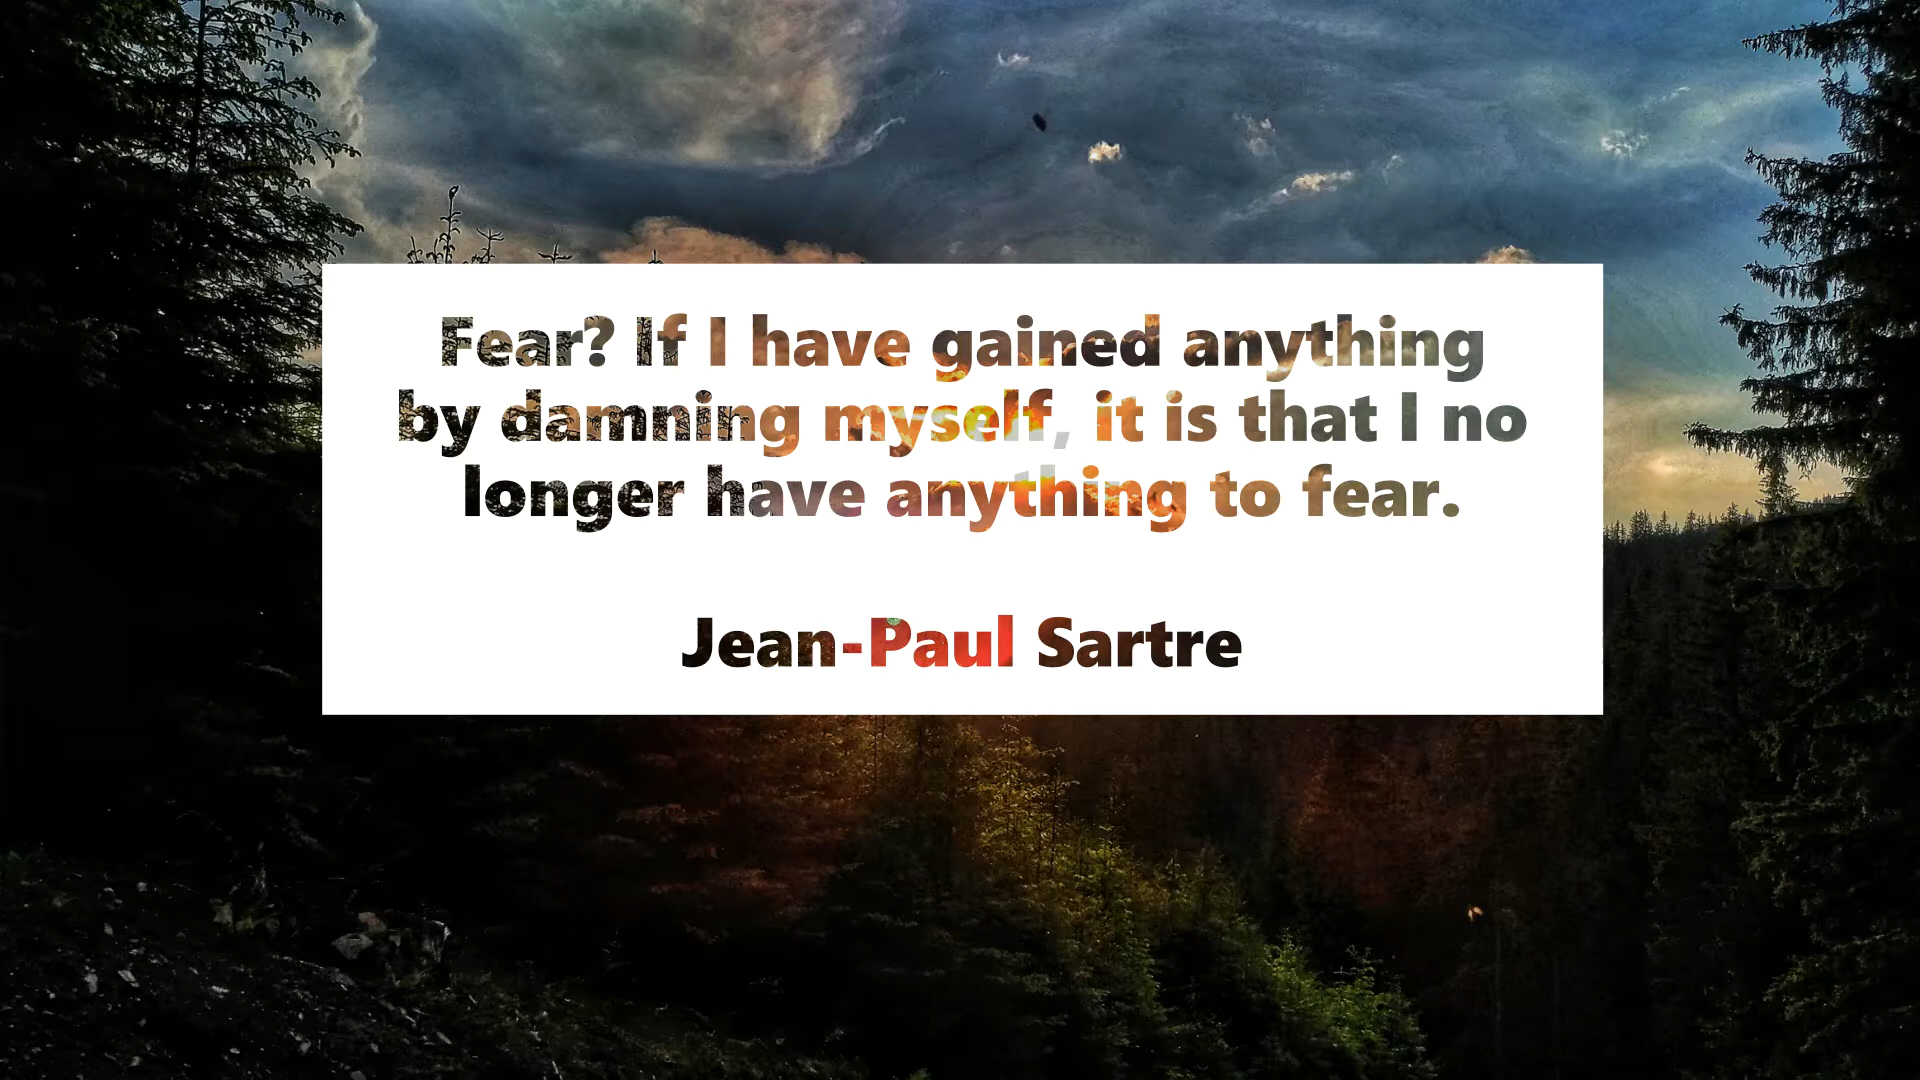 Fear? If I have gained anything
by damning myself, it is that I no
longer have anything to fear.
Jean-Paul Sartre